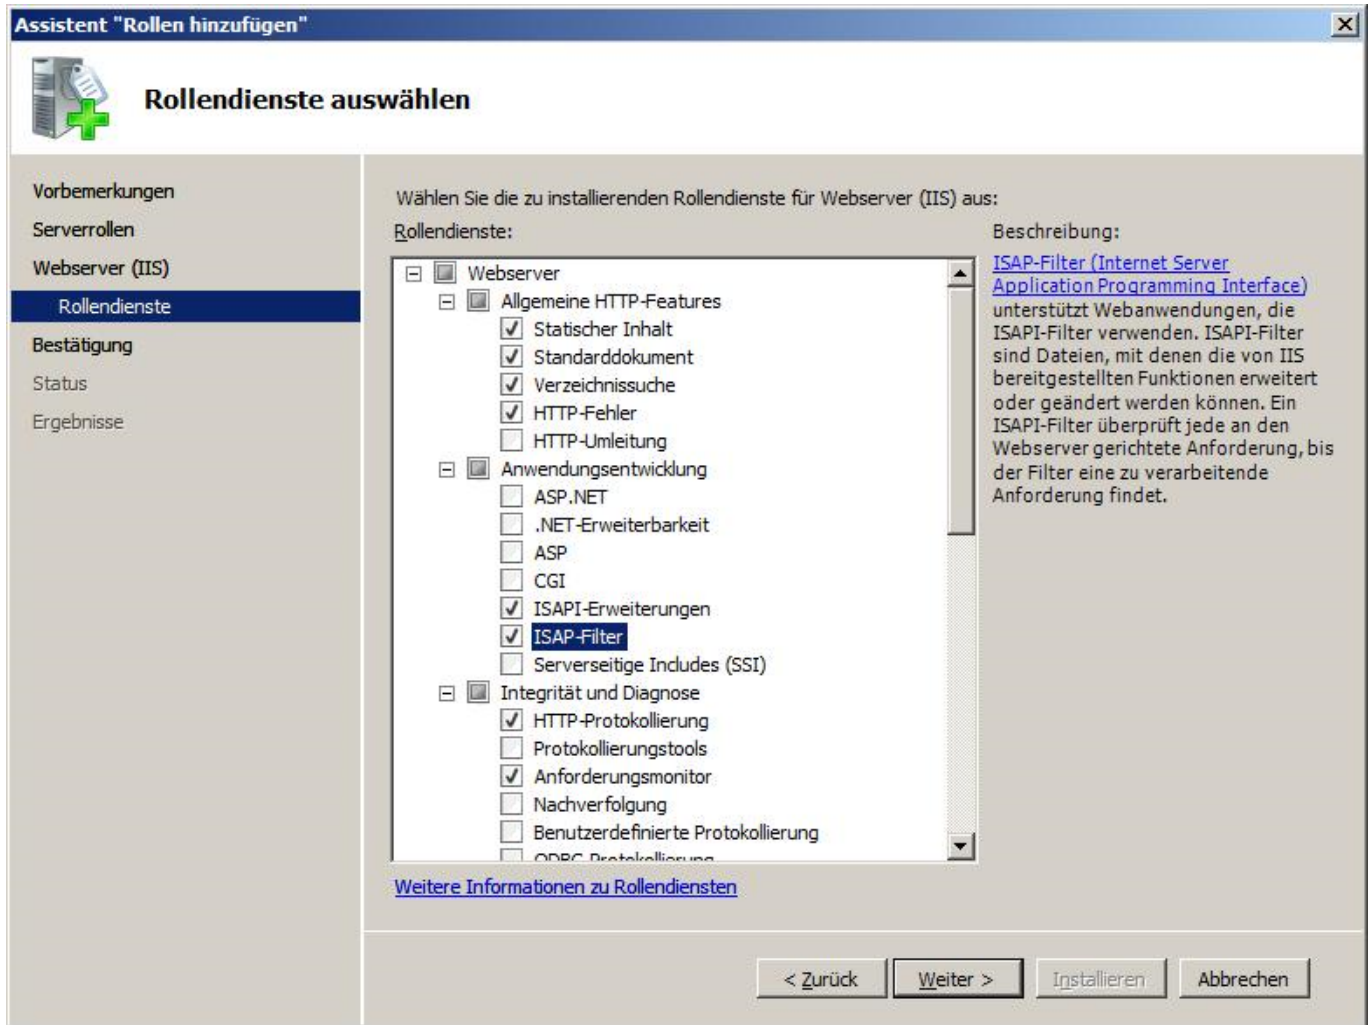 Assistent "Rollen hinzufügen"
Rollendienste auswählen
Vorbemerkungen
Serverrollen
Webserver (IIS)
Rollendienste
Bestätigung
Status
Ergebnisse
Wählen Sie die zu installierenden Rollendienste für Webserver (IIS) aus:
Rollendienste:
Webserver
Allgemeine HTTP-Features
Statischer Inhalt
Standarddokument
Verzeichnissuche
HTTP-Fehler
HTTP-Umleitung
Anwendungsentwicklung
ASP.NET
.NET-Erweiterbarkeit
ASP
CGI
ISAPI-Erweiterungen
ISAP-Filter
Serverseitige Includes (SSI)
Integrität und Diagnose
HTTP-Protokollierung
Protokollierungstools
Anforderungsmonitor
Nachverfolgung
Benutzerdefinierte Protokollierung
ODBC-Protokollierung
Weitere Informationen zu Rollendiensten
Beschreibung:
ISAP-Filter (Internet Server
Application Programming Interface)
unterstützt Webanwendungen, die
ISAPI-Filter verwenden. ISAPI-Filter
sind Dateien, mit denen die von IIS
bereitgestellten Funktionen erweitert
oder geändert werden können. Ein
ISAPI-Filter überprüft jede an den
Webserver gerichtete Anforderung, bis
der Filter eine zu verarbeitende
Anforderung findet.
< Zurück
Weiter >
Installieren
Abbrechen